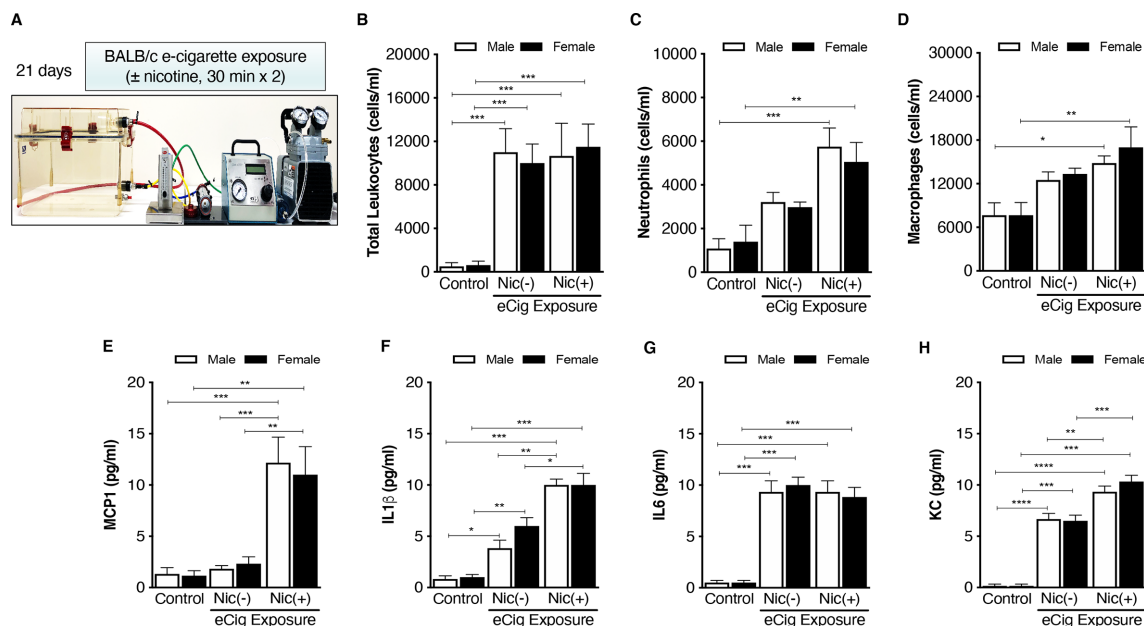 A
21 days
BALB/c e-cigarette exposure
(± nicotine, 30 min x 2)
B
Male Female
Total Leukocytes (cells/ml)
20000
16000
12000
8000
4000
0
***
***
***
***
Control Nic(-) Nic(+)
eCig Exposure
C
Male Female
Neutrophils (cells/ml)
10000
8000
6000
4000
2000
0
**
***
Control Nic(-) Nic(+)
eCig Exposure
D
Male Female
Macrophages (cells/ml)
30000
24000
18000
12000
6000
0
**
*
Control Nic(-) Nic(+)
eCig Exposure
E
Male Female
MCP1 (pg/ml)
20
15
10
5
0
**
***
***
**
Control Nic(-) Nic(+)
eCig Exposure
F
Male Female
IL1β (pg/ml)
20
15
10
5
0
***
***
**
*
**
*
Control Nic(-) Nic(+)
eCig Exposure
G
Male Female
IL6 (pg/ml)
20
15
10
5
0
***
***
***
***
Control Nic(-) Nic(+)
eCig Exposure
H
Male Female
KC (pg/ml)
20
15
10
5
0
***
**
***
****
***
****
Control Nic(-) Nic(+)
eCig Exposure